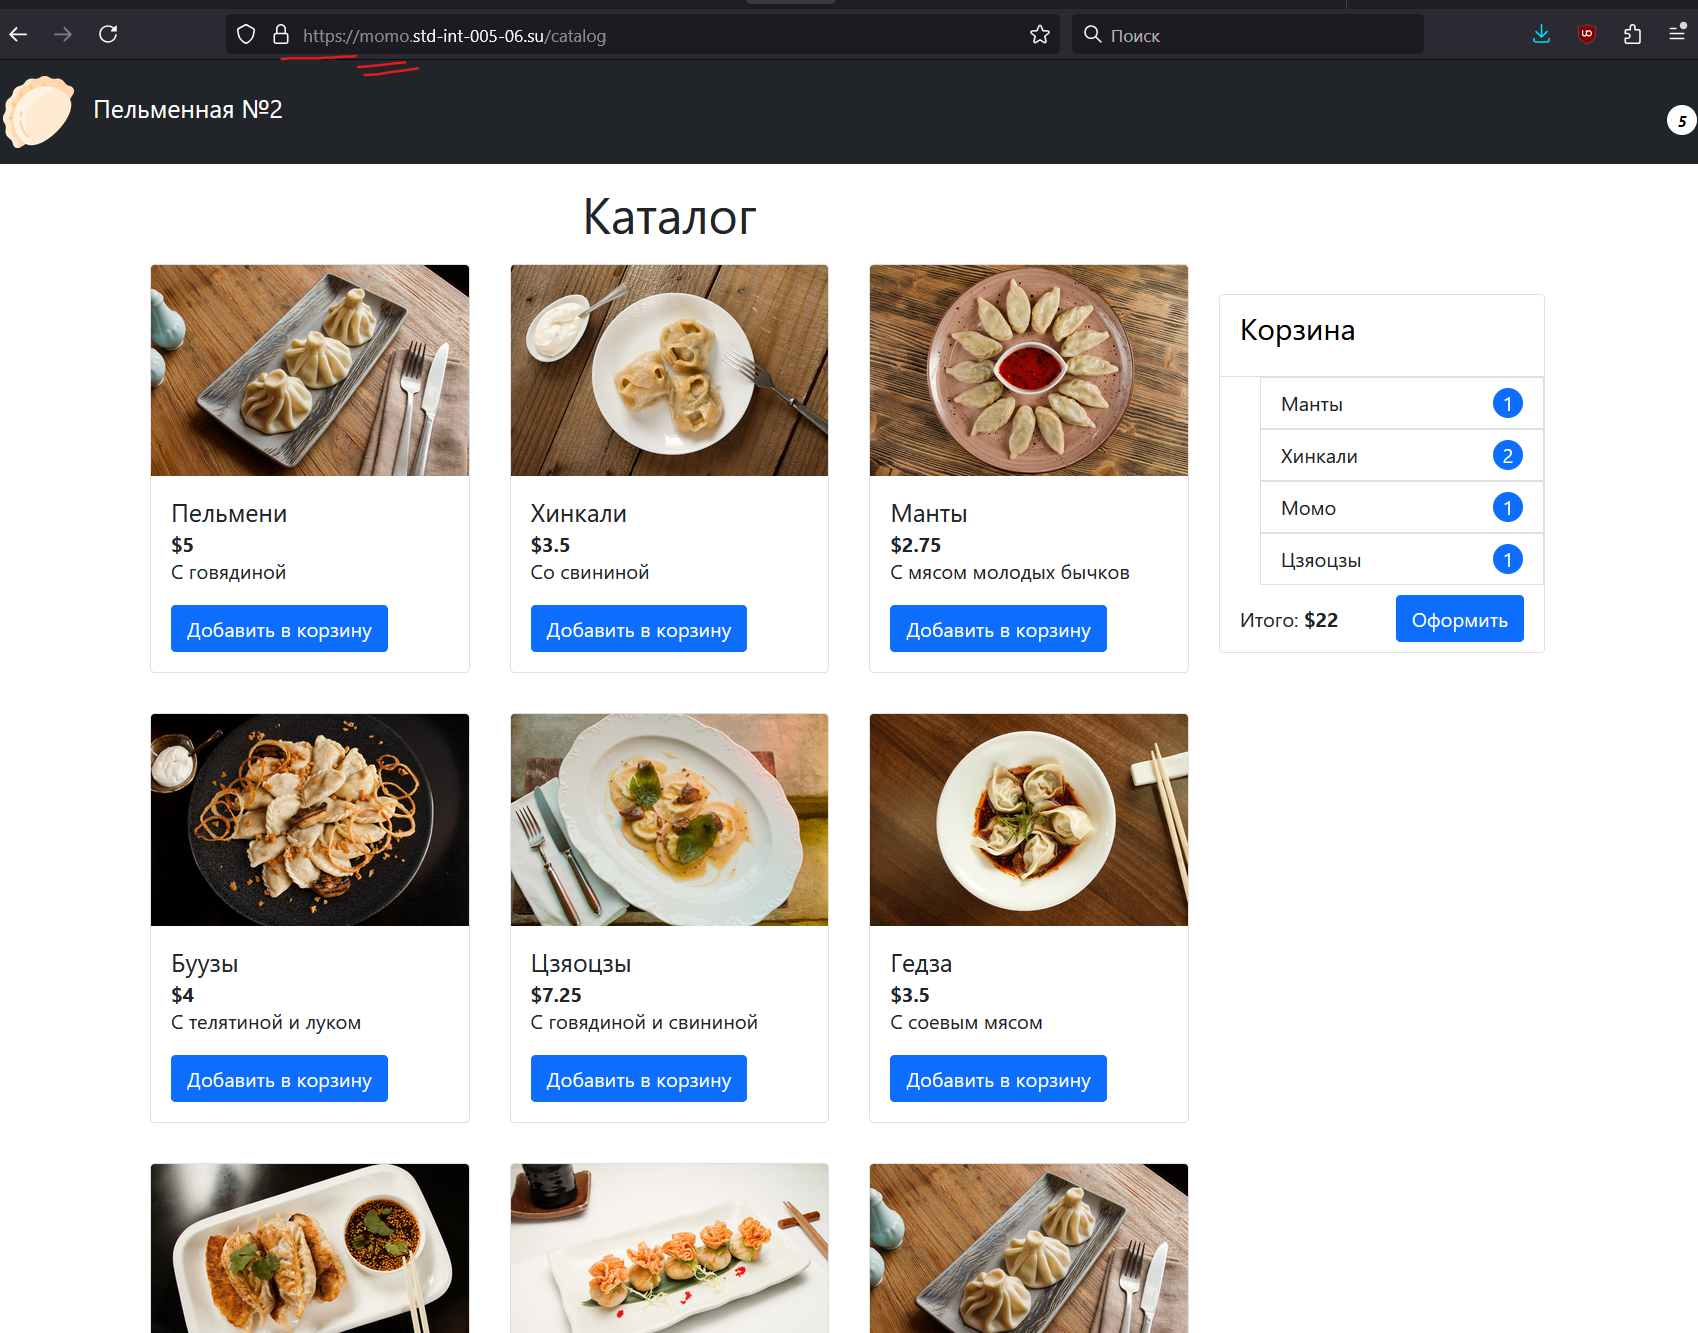 https://momo.std-int-005-06.su/catalog
Поиск
Пельменная №2
5
Каталог
Пельмени
$5
С говядиной
Добавить в корзину
Хинкали
$3.5
Со свининой
Добавить в корзину
Манты
$2.75
С мясом молодых бычков
Добавить в корзину
Корзина
Манты 1
Хинкали 2
Момо 1
Цзяоцзы 1
Итого: $22 Оформить
Буузы
$4
С телятиной и луком
Добавить в корзину
Цзяоцзы
$7.25
С говядиной и свининой
Добавить в корзину
Гедза
$3.5
С соевым мясом
Добавить в корзину